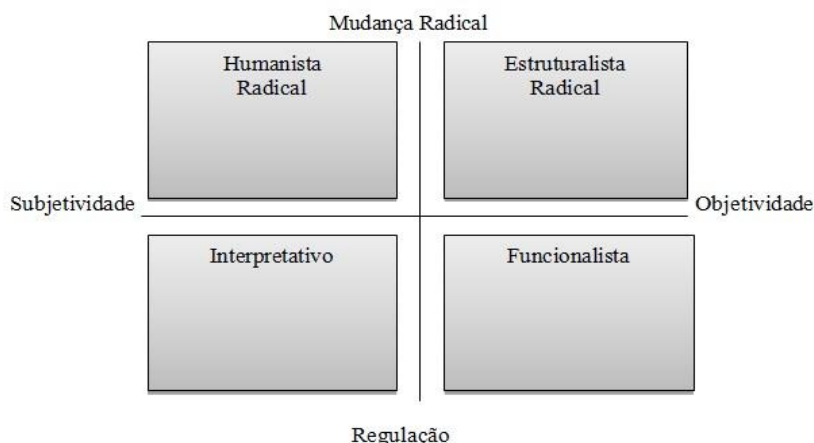 Mudança Radical
Humanista
Radical
Estruturalista
Radical
Subjetividade
Objetividade
Interpretativo
Funcionalista
Regulação